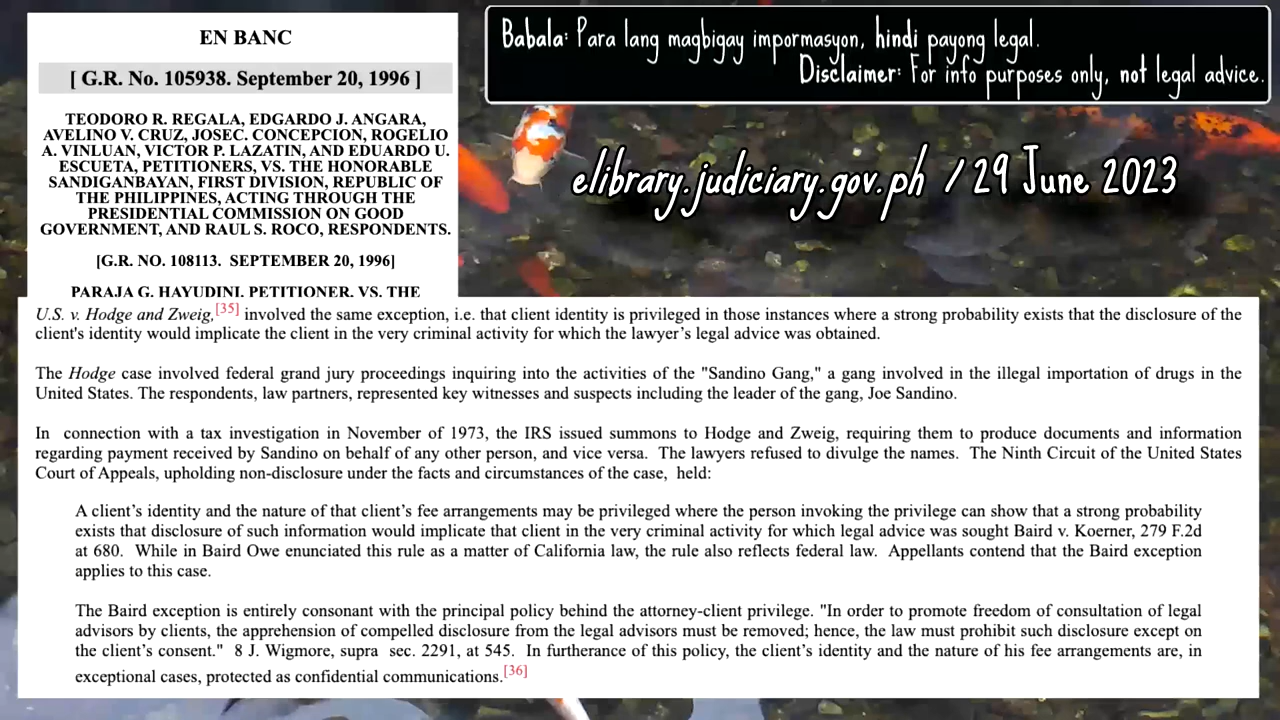 EN BANC
[ G.R. No. 105938. September 20, 1996 ]
TEODORO R. REGALA, EDGARDO J. ANGARA,
AVELINO V. CRUZ, JOSEC. CONCEPCION, ROGELIO
A. VINLUAN, VICTOR P. LAZATIN, AND EDUARDO U.
ESCUETA, PETITIONERS, VS. THE HONORABLE
SANDIGANBAYAN, FIRST DIVISION, REPUBLIC OF
THE PHILIPPINES, ACTING THROUGH THE
PRESIDENTIAL COMMISSION ON GOOD
GOVERNMENT, AND RAUL S. ROCO, RESPONDENTS.
[G.R. NO. 108113.  SEPTEMBER 20, 1996]
PARAJA G. HAYUDINI, PETITIONER, VS. THE
Babala: Para lang magbigay impormasyon, hindi payong legal.
Disclaimer: For info purposes only, not legal advice.
elibrary.judiciary.gov.ph / 29 June 2023
U.S. v. Hodge and Zweig,[35] involved the same exception, i.e. that client identity is privileged in those instances where a strong probability exists that the disclosure of the
client's identity would implicate the client in the very criminal activity for which the lawyer’s legal advice was obtained.
The Hodge case involved federal grand jury proceedings inquiring into the activities of the "Sandino Gang," a gang involved in the illegal importation of drugs in the
United States. The respondents, law partners, represented key witnesses and suspects including the leader of the gang, Joe Sandino.
In  connection with a tax investigation in November of 1973, the IRS issued summons to Hodge and Zweig, requiring them to produce documents and information
regarding payment received by Sandino on behalf of any other person, and vice versa.  The lawyers refused to divulge the names.  The Ninth Circuit of the United States
Court of Appeals, upholding non-disclosure under the facts and circumstances of the case,  held:
A client’s identity and the nature of that client’s fee arrangements may be privileged where the person invoking the privilege can show that a strong probability
exists that disclosure of such information would implicate that client in the very criminal activity for which legal advice was sought Baird v. Koerner, 279 F.2d
at 680.  While in Baird Owe enunciated this rule as a matter of California law, the rule also reflects federal law.  Appellants contend that the Baird exception
applies to this case.
The Baird exception is entirely consonant with the principal policy behind the attorney-client privilege. "In order to promote freedom of consultation of legal
advisors by clients, the apprehension of compelled disclosure from the legal advisors must be removed; hence, the law must prohibit such disclosure except on
the client’s consent."  8 J. Wigmore, supra  sec. 2291, at 545.  In furtherance of this policy, the client’s identity and the nature of his fee arrangements are, in
exceptional cases, protected as confidential communications.[36]